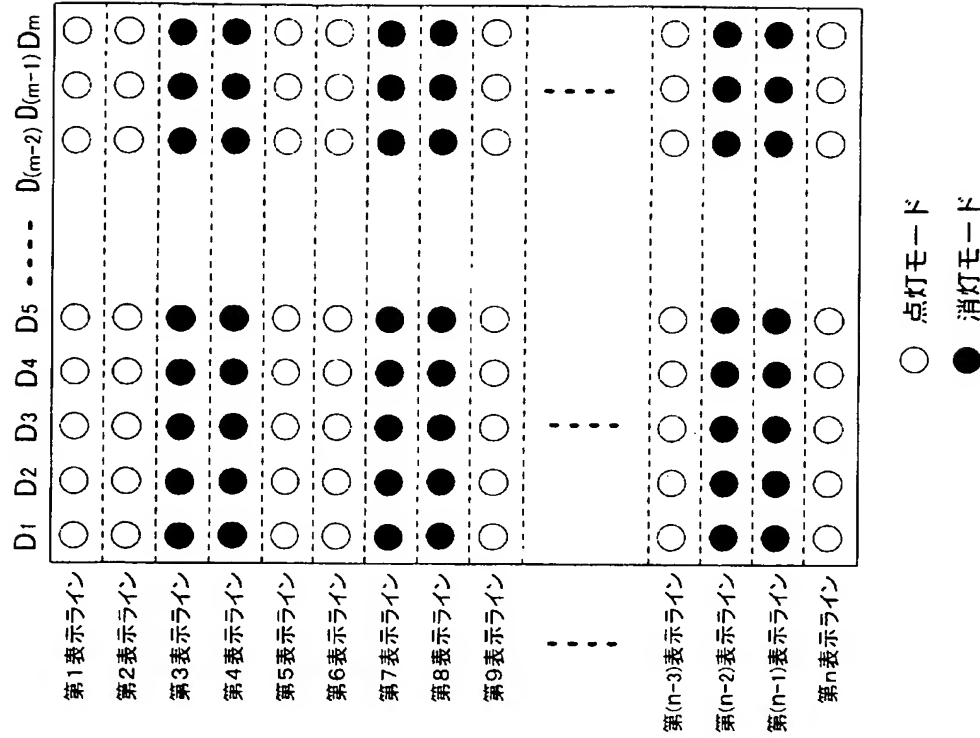 D1 D2 D3 D4 D5 ---- D(m-2) D(m-1) Dm
第1表示ライン
第2表示ライン
第3表示ライン
第4表示ライン
第5表示ライン
第6表示ライン
第7表示ライン
第8表示ライン
第9表示ライン
第(n-3)表示ライン
第(n-2)表示ライン
第(n-1)表示ライン
第n表示ライン
○ 点灯モード
● 消灯モード